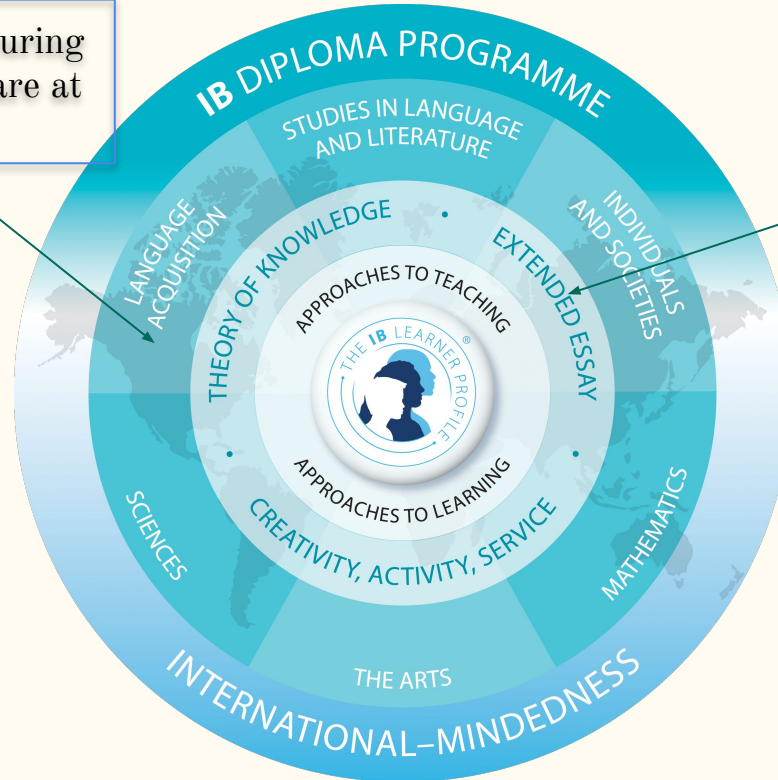 uring
are at
IB DIPLOMA PROGRAMME
STUDIES IN LANGUAGE
AND LITERATURE
LANGUAGE
ACQUISITION
INDIVIDUALS
AND SOCIETIES
THEORY OF KNOWLEDGE
EXTENDED ESSAY
APPROACHES TO TEACHING
THE IB LEARNER PROFILE®
APPROACHES TO LEARNING
CREATIVITY, ACTIVITY, SERVICE
SCIENCES
MATHEMATICS
THE ARTS
INTERNATIONAL–MINDEDNESS